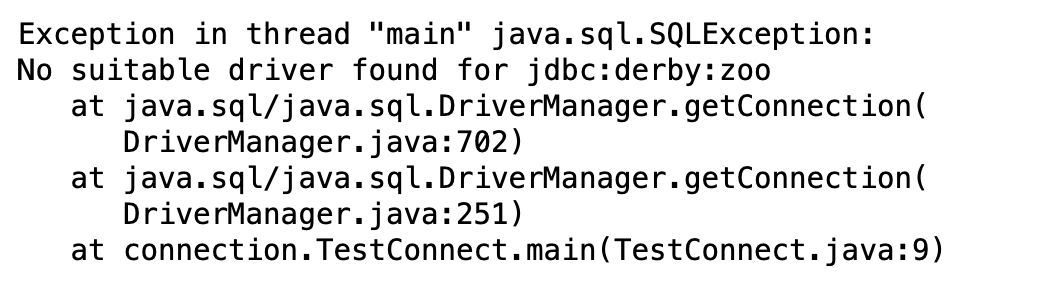 Exception in thread "main" java.sql.SQLException:
No suitable driver found for jdbc:derby:zoo
   at java.sql/java.sql.DriverManager.getConnection(
      DriverManager.java:702)
   at java.sql/java.sql.DriverManager.getConnection(
      DriverManager.java:251)
   at connection.TestConnect.main(TestConnect.java:9)